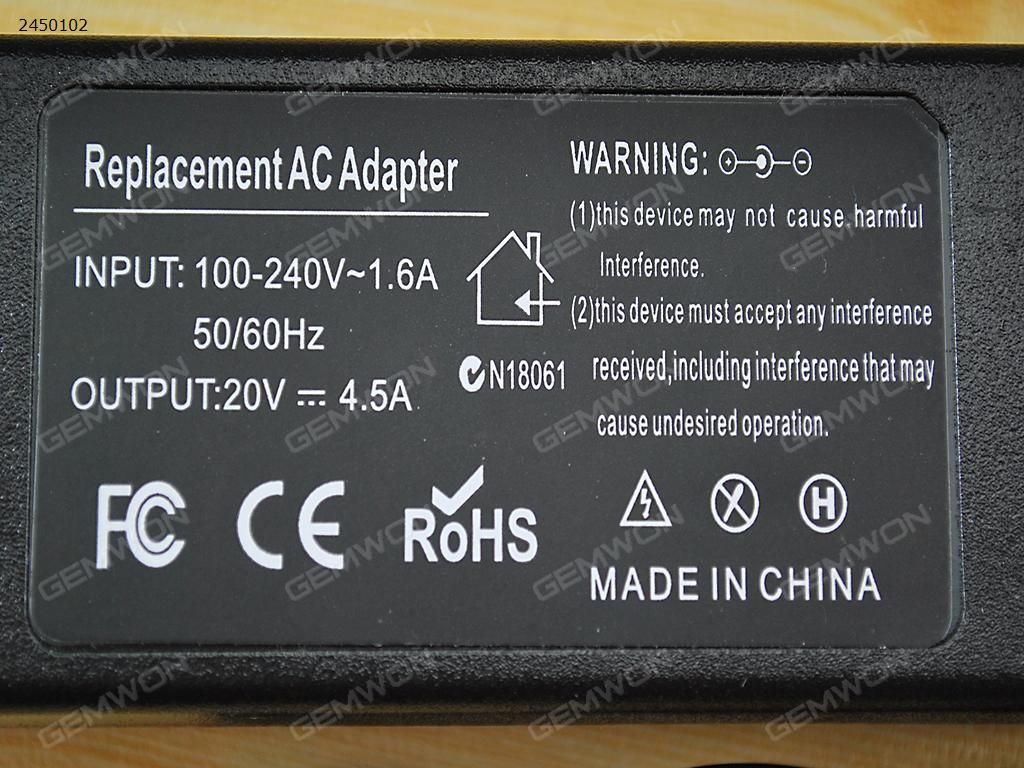 2450102
Replacement AC Adapter
INPUT: 100-240V~1.6A
50/60Hz
OUTPUT:20V ⎓ 4.5A
N18061
WARNING:
(1)this device may not cause harmful
Interference.
(2)this device must accept any interference
received,including interference that may
cause undesired operation.
FC CE RoHS
H
MADE IN CHINA
GEMWON